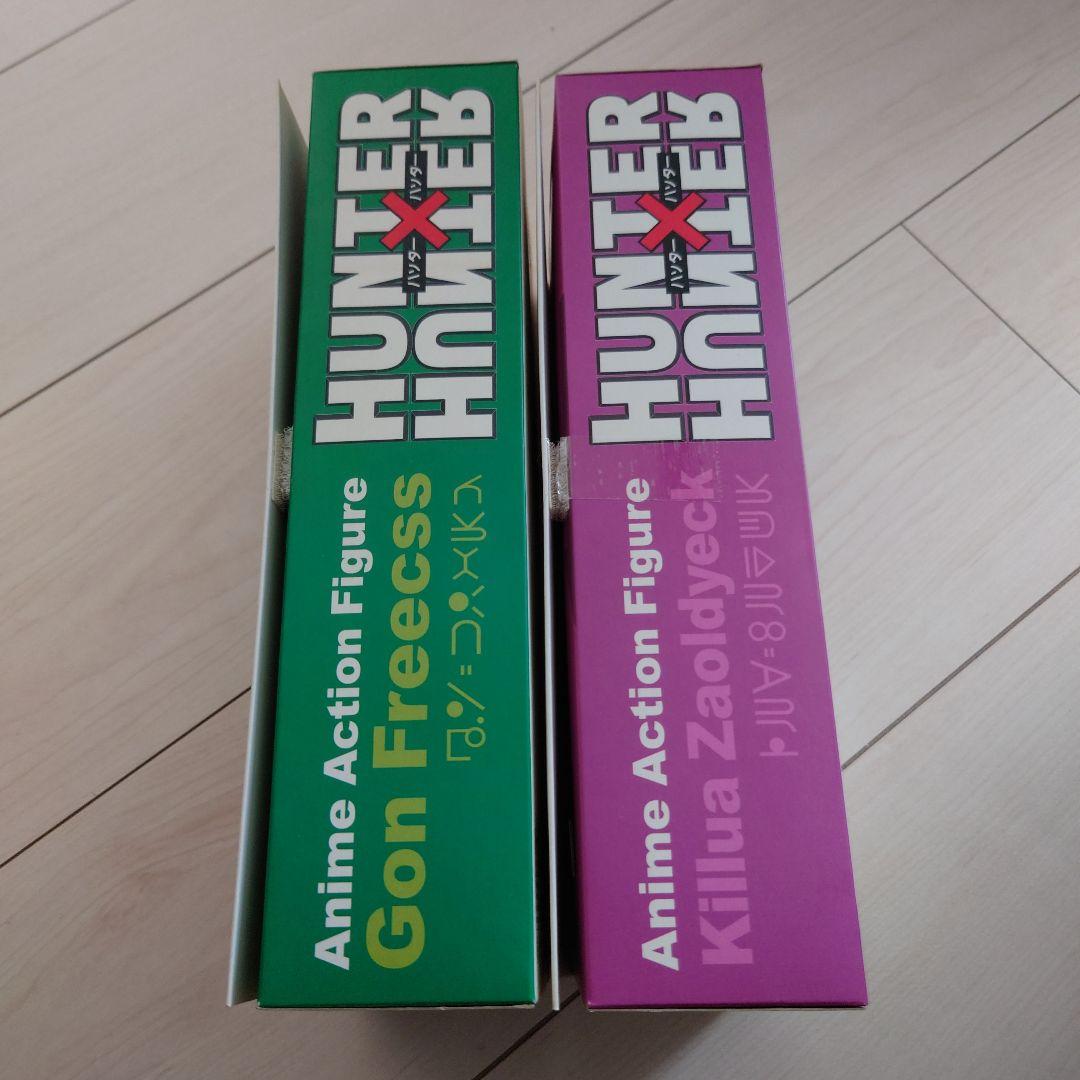 HUNTER
ハンター×ハンター
HUNTER
Anime Action Figure
Gon Freecss
HUNTER
ハンター×ハンター
HUNTER
Anime Action Figure
Killua Zaoldyeck